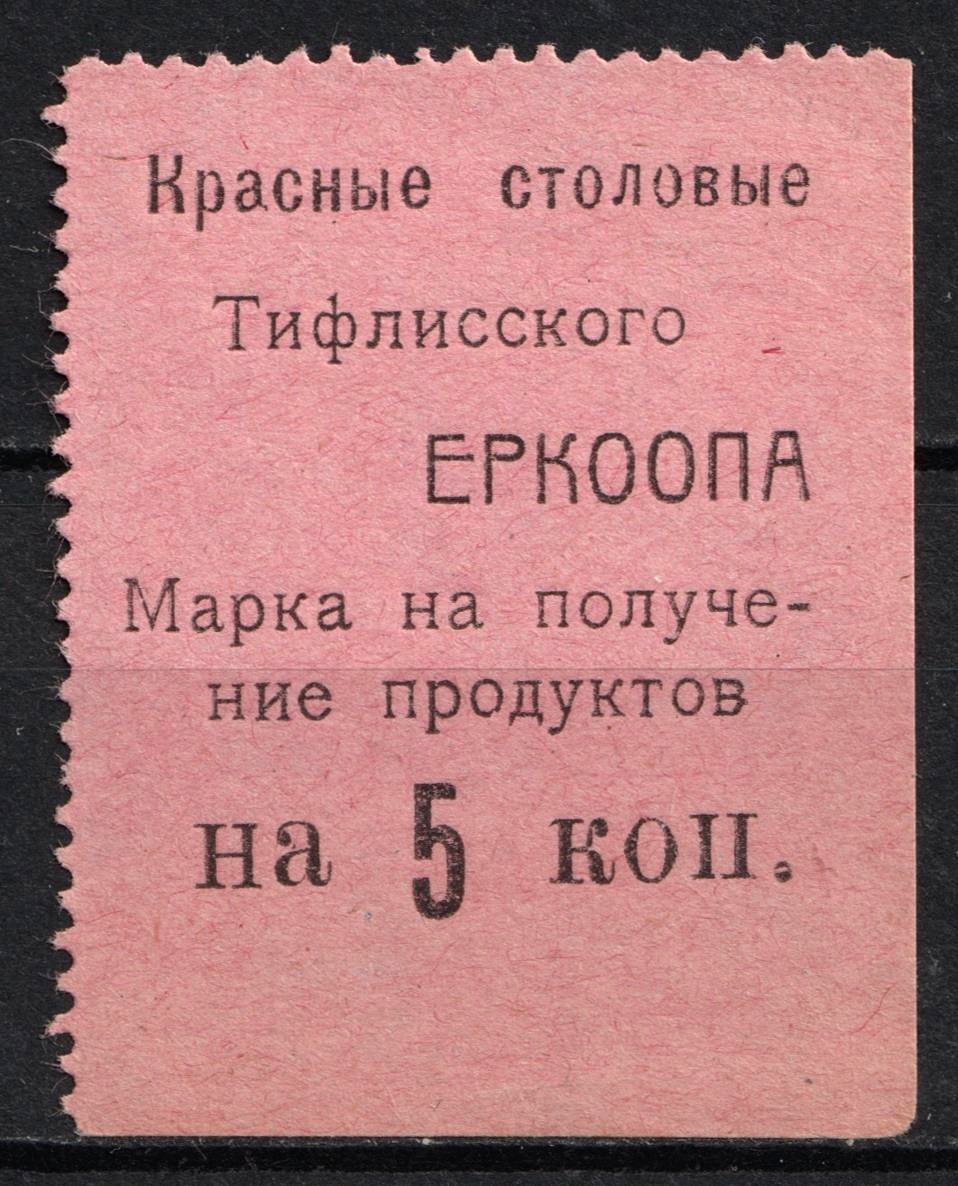 Красные столовые
Тифлисского
ЕРКООПА
Марка на получе-
ние продуктов
на 5 коп.